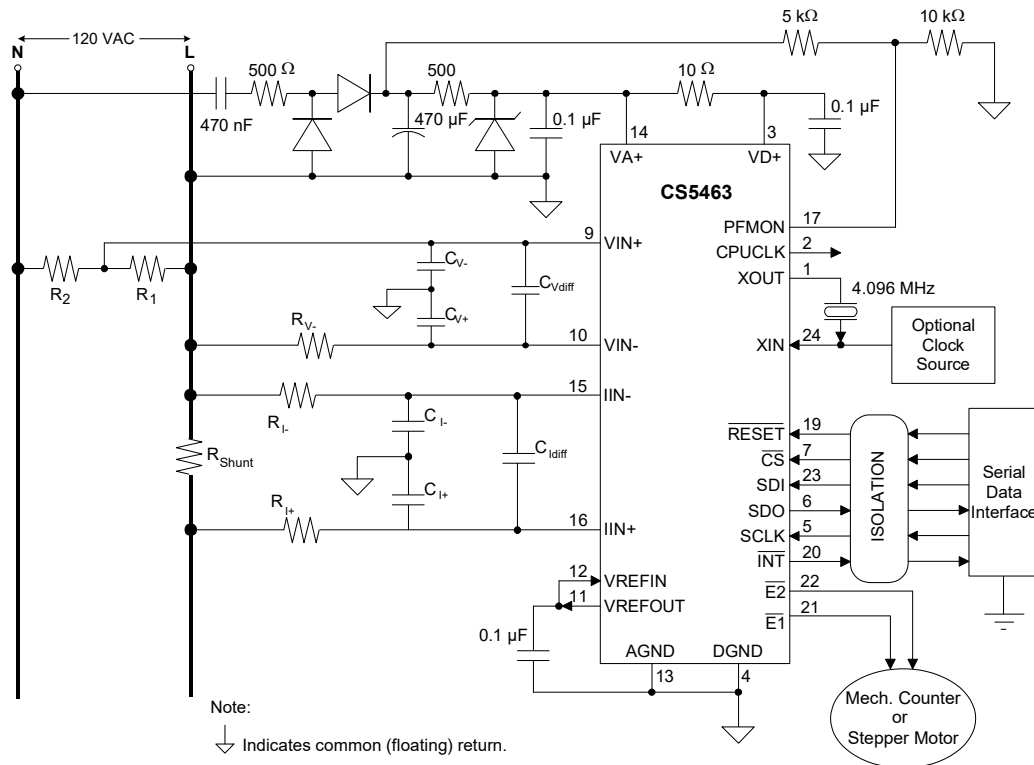 120 VAC
N
L
5 kΩ
10 kΩ
500 Ω
500
10 Ω
470 nF
470 µF
0.1 µF
0.1 µF
14
3
VA+
VD+
CS5463
17
PFMON
2
CPUCLK
1
XOUT
4.096 MHz
24
XIN
Optional
Clock
Source
9
VIN+
R2
R1
CV-
CV+
CVdiff
RV-
10
VIN-
15
IIN-
RI-
CI-
CI+
CIdiff
RShunt
RI+
16
IIN+
RESET
19
CS
7
SDI
23
SDO
6
SCLK
5
INT
20
E2
22
E1
21
ISOLATION
Serial
Data
Interface
12
VREFIN
11
VREFOUT
0.1 µF
AGND
DGND
13
4
Mech. Counter
or
Stepper Motor
Note:
Indicates common (floating) return.